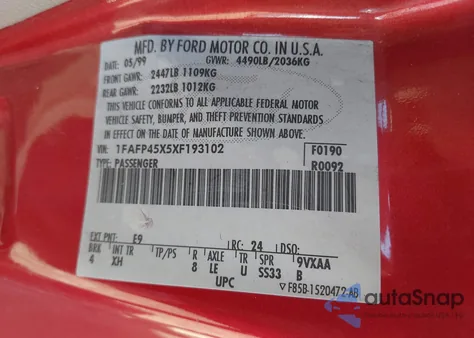 MFD. BY FORD MOTOR CO. IN U.S.A.
DATE: 05/99 GVWR: 4490LB/2036KG
FRONT GAWR: 2447LB 1109KG
REAR GAWR: 2232LB 1012KG
THIS VEHICLE CONFORMS TO ALL APPLICABLE FEDERAL MOTOR
VEHICLE SAFETY, BUMPER, AND THEFT PREVENTION STANDARDS
IN EFFECT ON THE DATE OF MANUFACTURE SHOWN ABOVE.
VIN: 1FAFP45X5XF193102 F0190
TYPE: PASSENGER R0092
EXT PNT: E9 RC: 24 DSO:
BRK INT TR TP/PS R AXLE TR SPR 9VXAA
4 XH 8 LE U SS33 B
UPC
▽F85B-1520472-AB
autoSnap